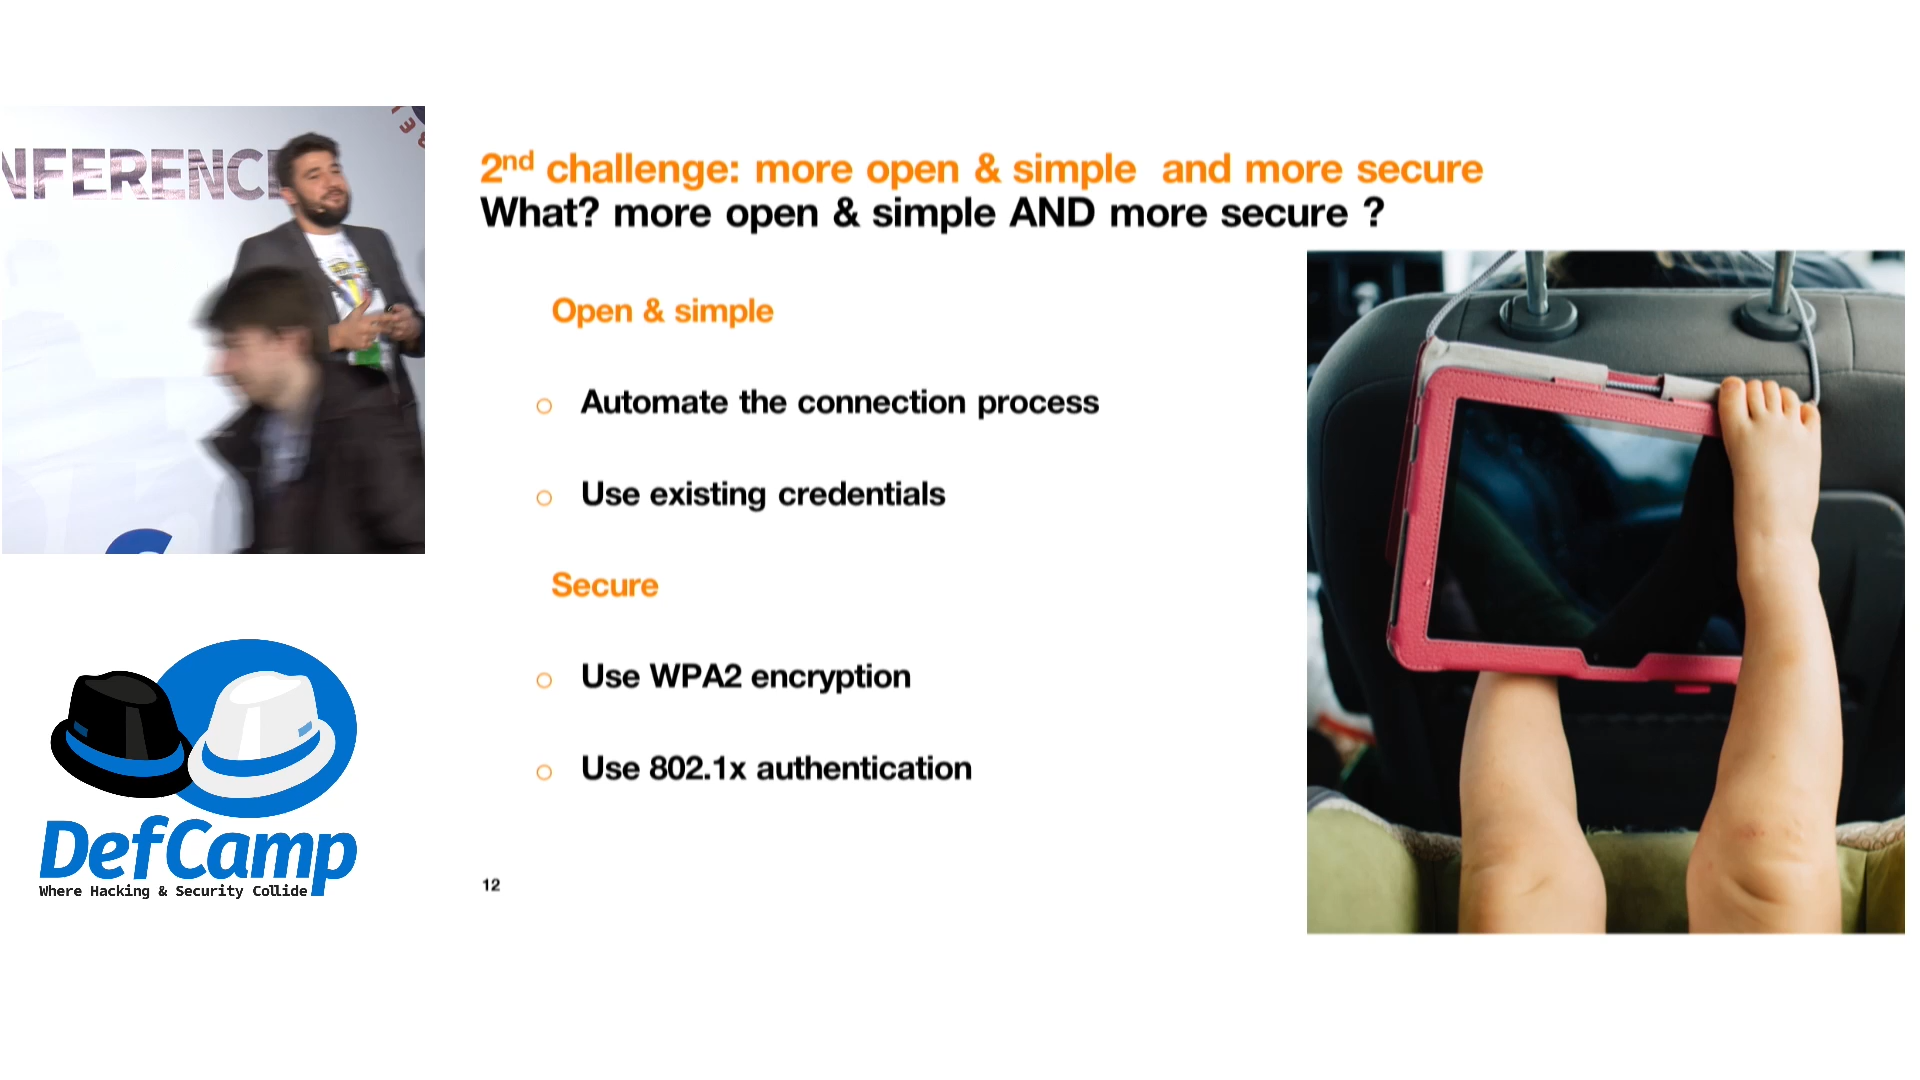 NFERENC
2nd challenge: more open & simple and more secure
What? more open & simple AND more secure ?
Open & simple
Automate the connection process
Use existing credentials
Secure
Use WPA2 encryption
Use 802.1x authentication
12
DefCamp
Where Hacking & Security Collide